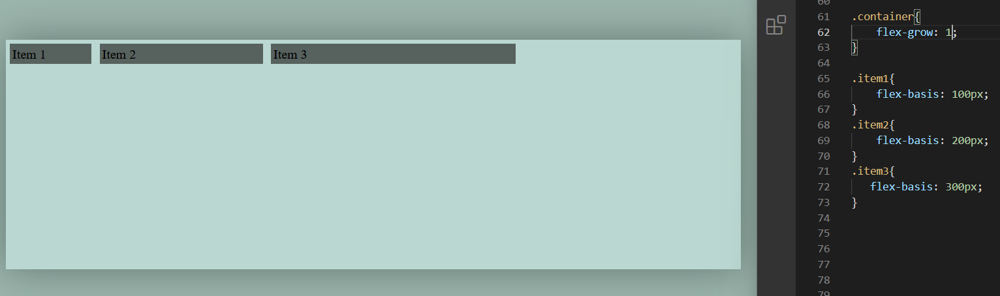 Item 1 Item 2 Item 3
60
61 .container{
62 flex-grow: 1;
63 }
64
65 .item1{
66 flex-basis: 100px;
67 }
68 .item2{
69 flex-basis: 200px;
70 }
71 .item3{
72 flex-basis: 300px;
73 }
74
75
76
77
78
79